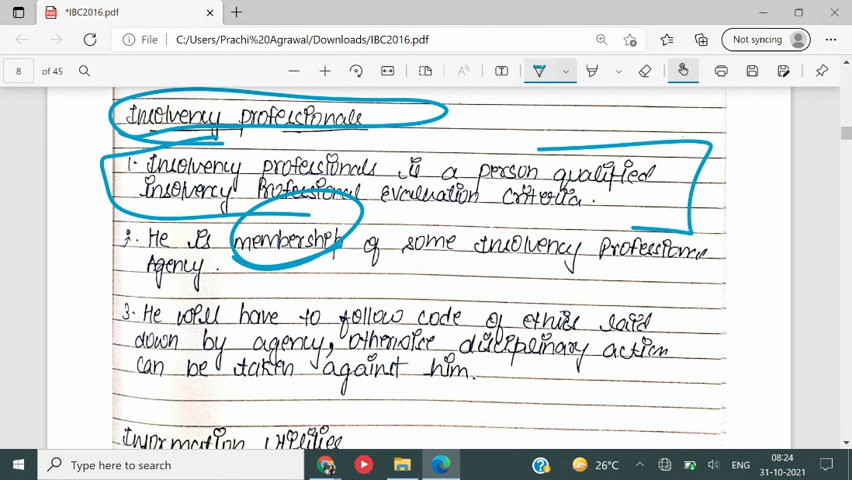 *IBC2016.pdf
File C:/Users/Prachi%20Agrawal/Downloads/IBC2016.pdf Not syncing
8 of 45
Insolvency professionals
1. Insolvency professionals is a person qualified
insolvency Professional evaluation criteria.
2. He is membership of some insolvency Professional
Agency.
3. He will have to follow code of ethics laid
down by agency, otherwise disciplinary action
can be taken against him.
Information utilities
Type here to search 26°C ENG 08:24
31-10-2021